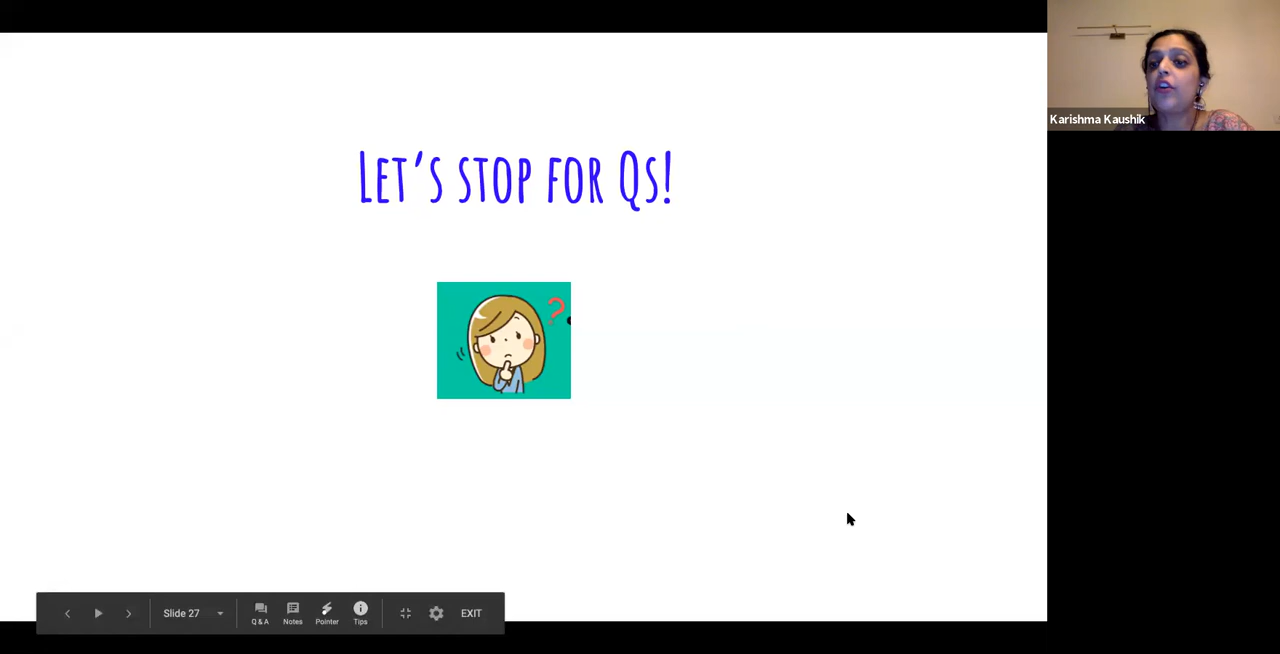 Karishma Kaushik
LET'S STOP FOR QS!
?
Slide 27
Q & A
Notes
Pointer
Tips
EXIT